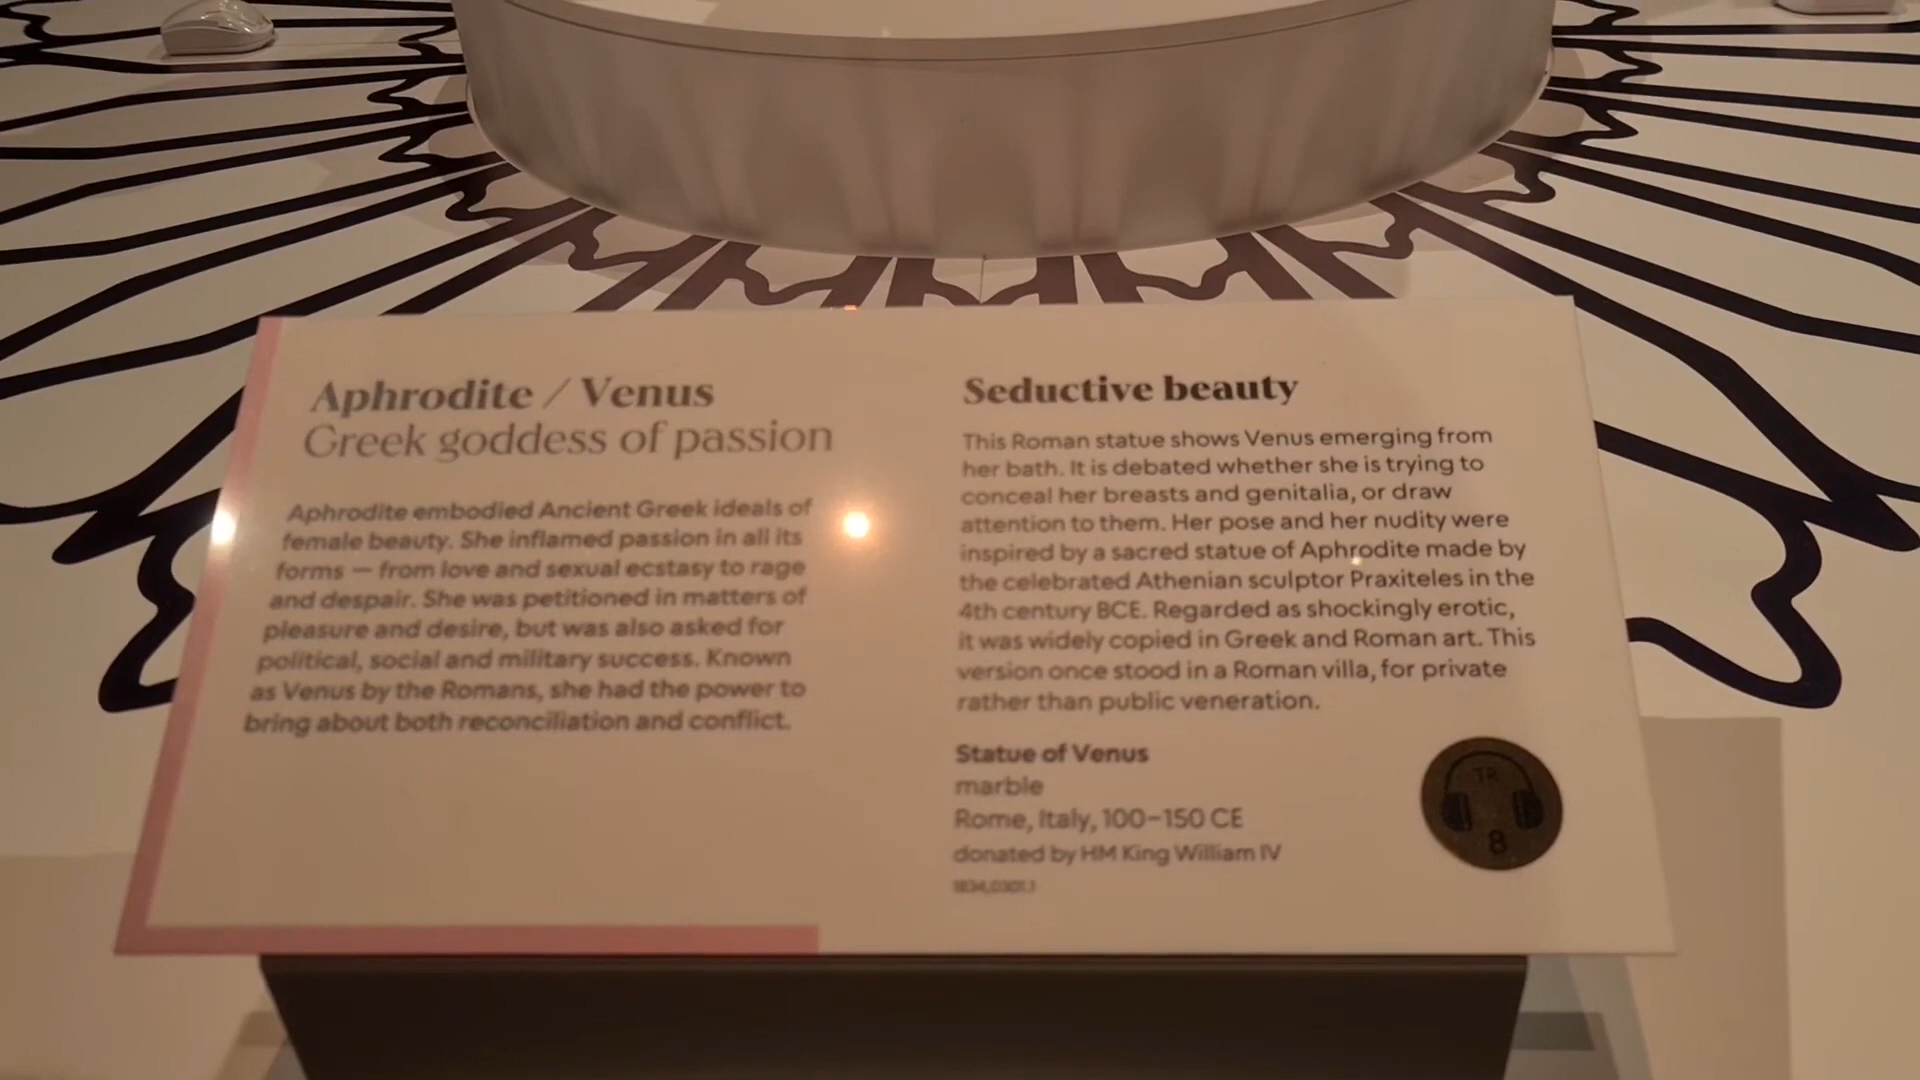 Aphrodite / Venus
Greek goddess of passion
Aphrodite embodied Ancient Greek ideals of
female beauty. She inflamed passion in all its
forms — from love and sexual ecstasy to rage
and despair. She was petitioned in matters of
pleasure and desire, but was also asked for
political, social and military success. Known
as Venus by the Romans, she had the power to
bring about both reconciliation and conflict.
Seductive beauty
This Roman statue shows Venus emerging from
her bath. It is debated whether she is trying to
conceal her breasts and genitalia, or draw
attention to them. Her pose and her nudity were
inspired by a sacred statue of Aphrodite made by
the celebrated Athenian sculptor Praxiteles in the
4th century BCE. Regarded as shockingly erotic,
it was widely copied in Greek and Roman art. This
version once stood in a Roman villa, for private
rather than public veneration.
Statue of Venus
marble
Rome, Italy, 100–150 CE
donated by HM King William IV
1834,0301.1
TR
8